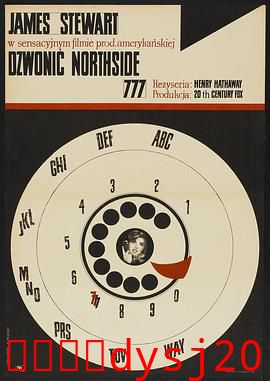 JAMES STEWART
w sensacyjnym filmie prod. amerykańskiej
DZWONIĆ NORTHSIDE
777
Reżyseria: HENRY HATHAWAY
Produkcja: 20 th CENTURY FOX
ABC
DEF
GHI
JKL
MNO
PRS
TUV
WXY
1
2
3
4
5
6
777
8
9
0
dysj20